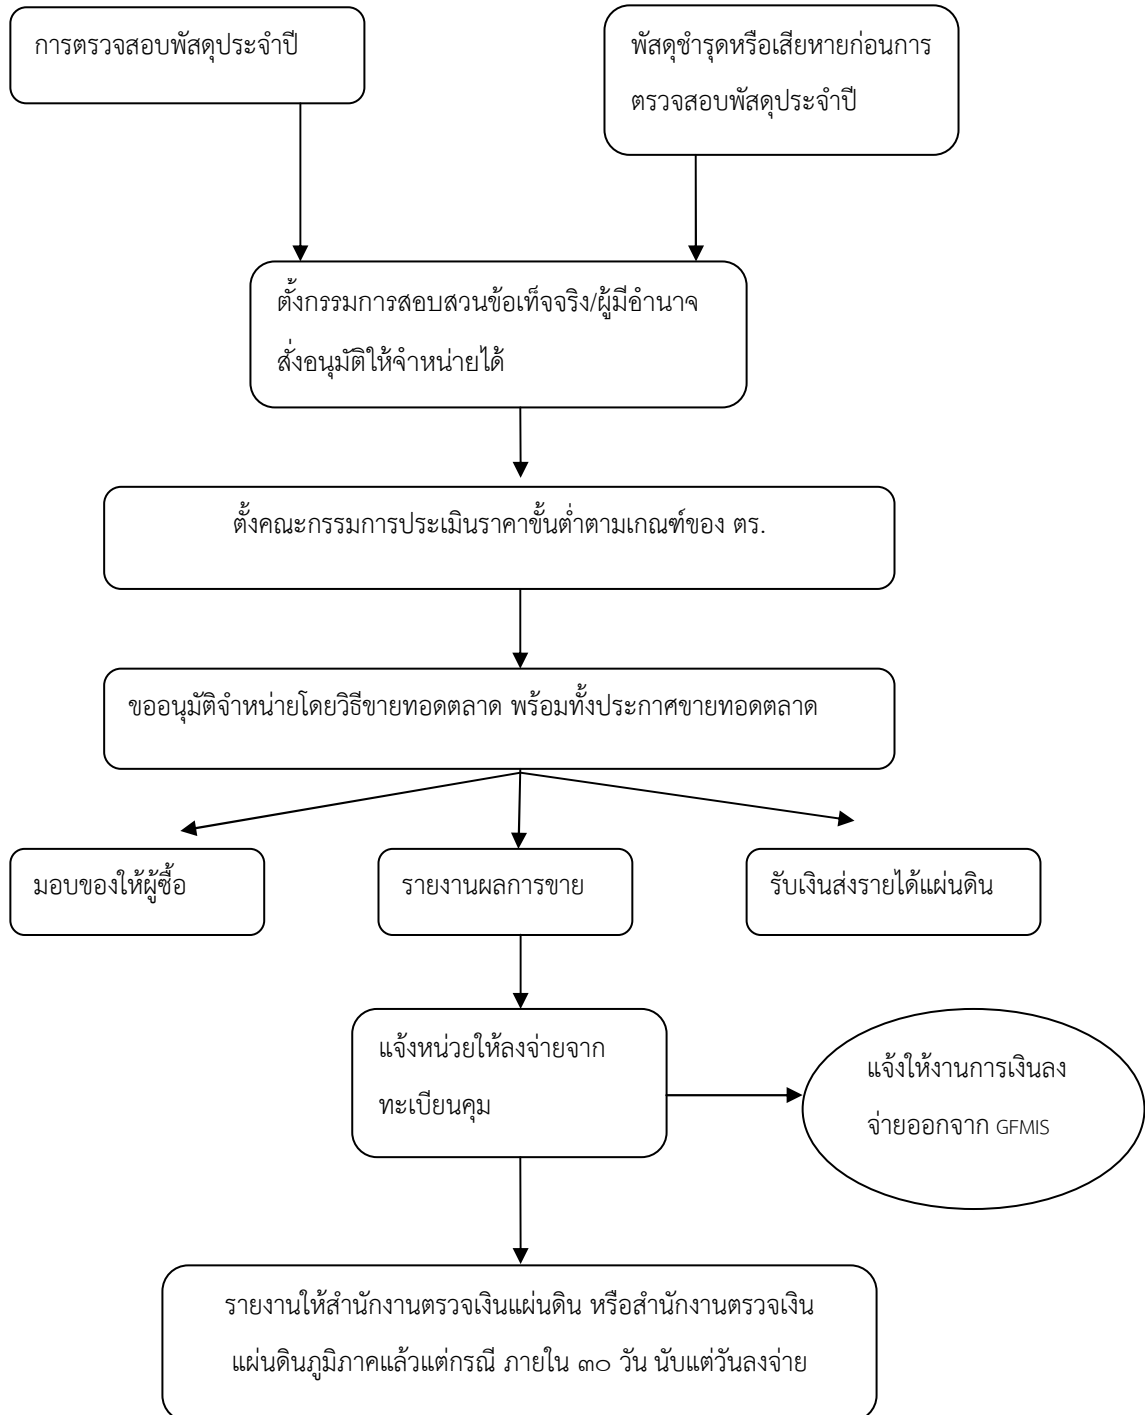 การตรวจสอบพัสดุประจำปี
พัสดุชำรุดหรือเสียหายก่อนการ
ตรวจสอบพัสดุประจำปี
ตั้งกรรมการสอบสวนข้อเท็จจริง/ผู้มีอำนาจ
สั่งอนุมัติให้จำหน่ายได้
ตั้งคณะกรรมการประเมินราคาขั้นต่ำตามเกณฑ์ของ ตร.
ขออนุมัติจำหน่ายโดยวิธีขายทอดตลาด พร้อมทั้งประกาศขายทอดตลาด
มอบของให้ผู้ซื้อ
รายงานผลการขาย
รับเงินส่งรายได้แผ่นดิน
แจ้งหน่วยให้ลงจ่ายจาก
ทะเบียนคุม
แจ้งให้งานการเงินลง
จ่ายออกจาก GFMIS
รายงานให้สำนักงานตรวจเงินแผ่นดิน หรือสำนักงานตรวจเงิน
แผ่นดินภูมิภาคแล้วแต่กรณี ภายใน ๓๐ วัน นับแต่วันลงจ่าย